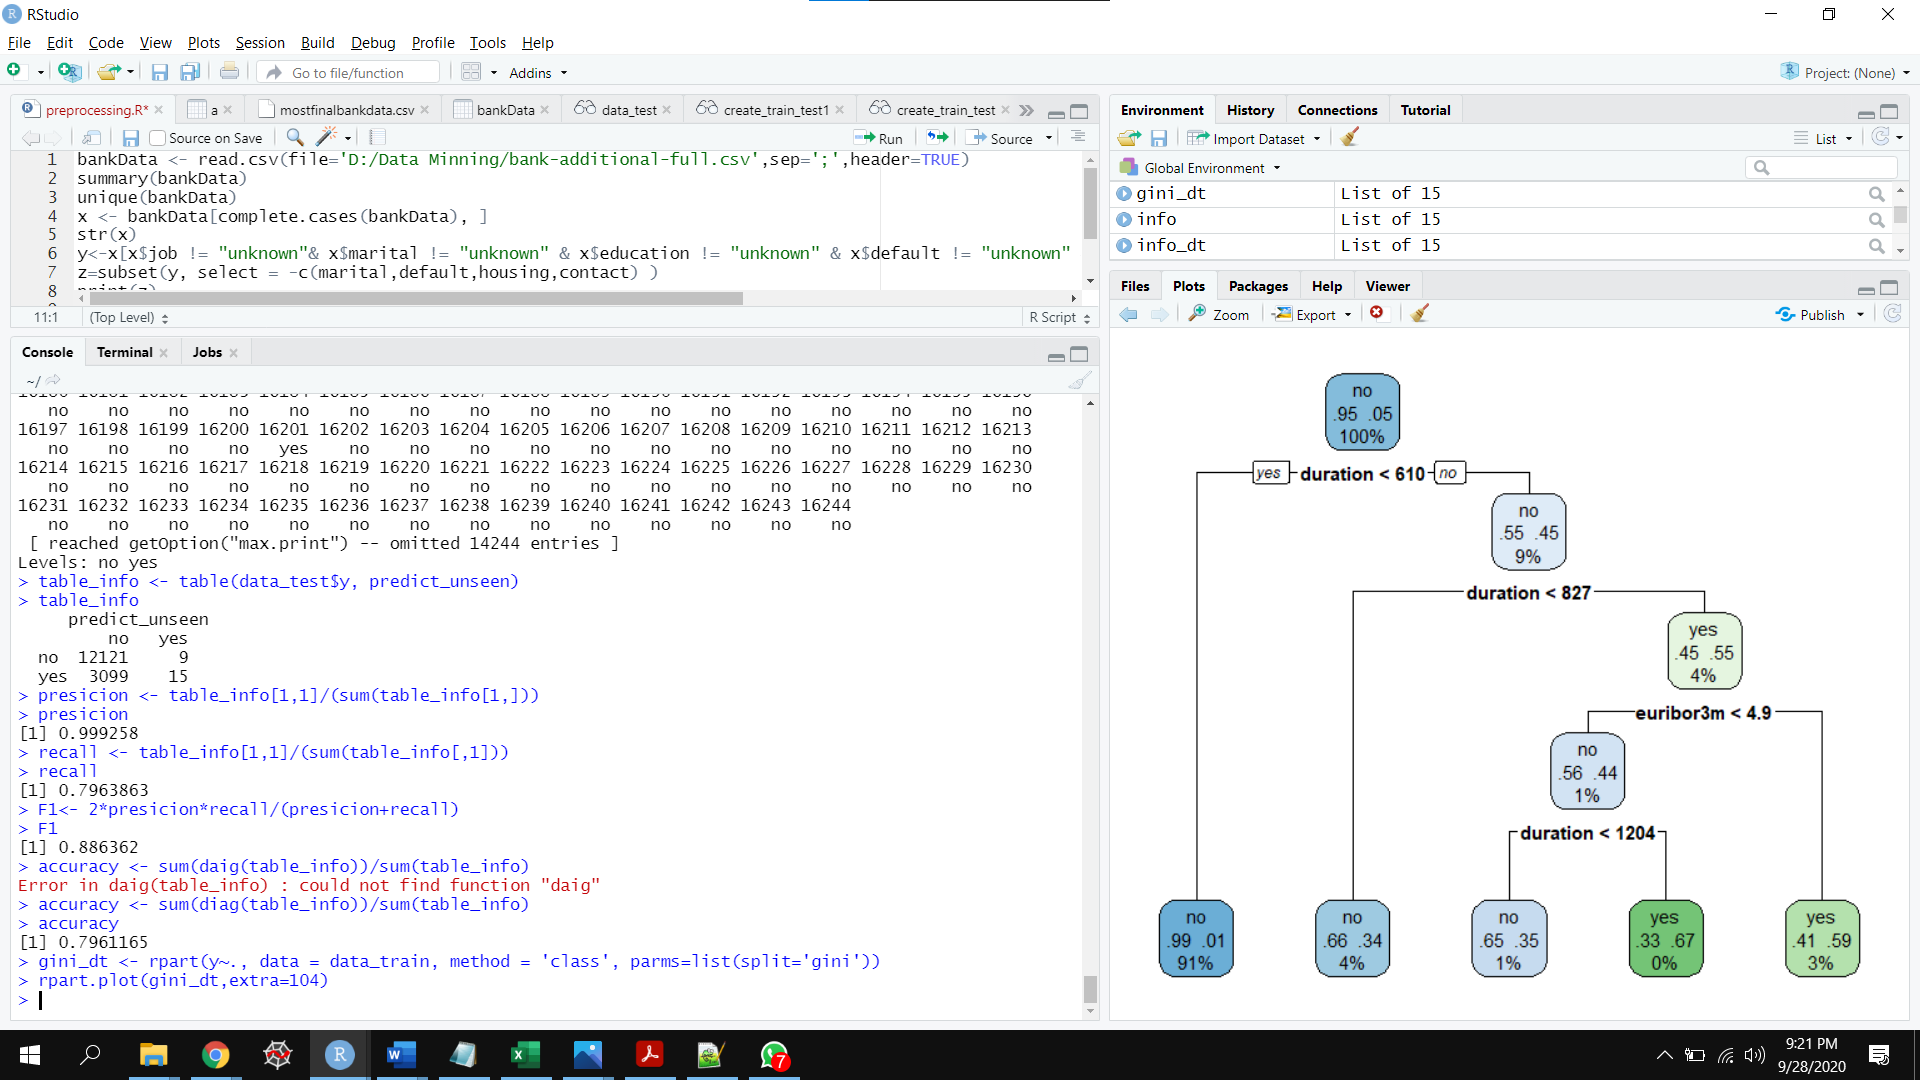 RStudio
File Edit Code View Plots Session Build Debug Profile Tools Help
Go to file/function Addins Project: (None)
preprocessing.R* a mostfinalbankdata.csv bankData data_test create_train_test1 create_train_test
Source on Save Run Source
1 bankData <- read.csv(file='D:/Data Minning/bank-additional-full.csv',sep=';',header=TRUE)
2 summary(bankData)
3 unique(bankData)
4 x <- bankData[complete.cases(bankData), ]
5 str(x)
6 y<-x[x$job != "unknown"& x$marital != "unknown" & x$education != "unknown" & x$default != "unknown"
7 z=subset(y, select = -c(marital,default,housing,contact) )
8 print(z)
11:1 (Top Level) R Script
Console Terminal Jobs
~/
no no no no no no no no no no no no no no no no no
16197 16198 16199 16200 16201 16202 16203 16204 16205 16206 16207 16208 16209 16210 16211 16212 16213
no no no no yes no no no no no no no no no no no no
16214 16215 16216 16217 16218 16219 16220 16221 16222 16223 16224 16225 16226 16227 16228 16229 16230
no no no no no no no no no no no no no no no no no
16231 16232 16233 16234 16235 16236 16237 16238 16239 16240 16241 16242 16243 16244
no no no no no no no no no no no no no no
[ reached getOption("max.print") -- omitted 14244 entries ]
Levels: no yes
> table_info <- table(data_test$y, predict_unseen)
> table_info
predict_unseen
no yes
no 12121 9
yes 3099 15
> presicion <- table_info[1,1]/(sum(table_info[1,]))
> presicion
[1] 0.999258
> recall <- table_info[1,1]/(sum(table_info[,1]))
> recall
[1] 0.7963863
> F1<- 2*presicion*recall/(presicion+recall)
> F1
[1] 0.886362
> accuracy <- sum(daig(table_info))/sum(table_info)
Error in daig(table_info) : could not find function "daig"
> accuracy <- sum(diag(table_info))/sum(table_info)
> accuracy
[1] 0.7961165
> gini_dt <- rpart(y~., data = data_train, method = 'class', parms=list(split='gini'))
> rpart.plot(gini_dt,extra=104)
>
Environment History Connections Tutorial
Import Dataset List
Global Environment
gini_dt List of 15
info List of 15
info_dt List of 15
Files Plots Packages Help Viewer
Zoom Export Publish
no
.95 .05
100%
yes duration < 610 no
no
.55 .45
9%
duration < 827
yes
.45 .55
4%
euribor3m < 4.9
no
.56 .44
1%
duration < 1204
no
.99 .01
91%
no
.66 .34
4%
no
.65 .35
1%
yes
.33 .67
0%
yes
.41 .59
3%
7
9:21 PM
9/28/2020